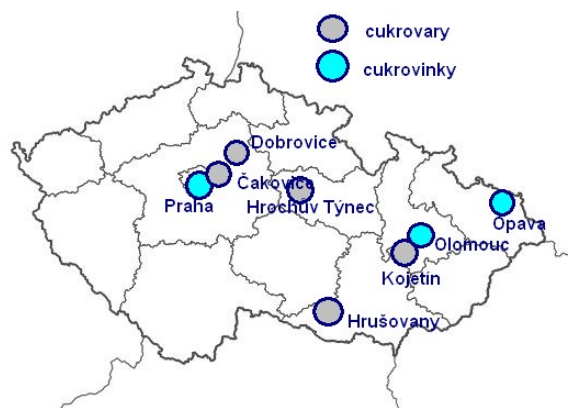 cukrovary
cukrovinky
Dobrovice
Čakovice
Praha
Hrochův Týnec
Opava
Olomouc
Kojetín
Hrušovany